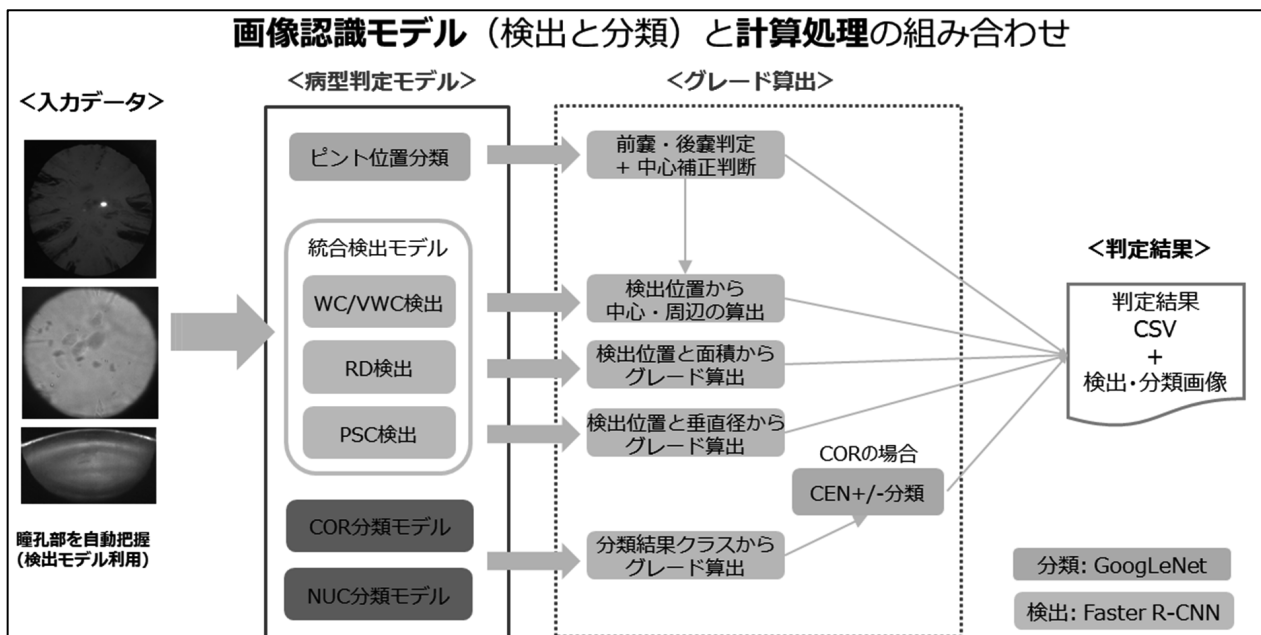 画像認識モデル（検出と分類）と計算処理の組み合わせ
＜入力データ＞
瞳孔部を自動把握
(検出モデル利用)
＜病型判定モデル＞
ピント位置分類
統合検出モデル
WC/VWC検出
RD検出
PSC検出
COR分類モデル
NUC分類モデル
＜グレード算出＞
前嚢・後嚢判定
+ 中心補正判断
検出位置から
中心・周辺の算出
検出位置と面積から
グレード算出
検出位置と垂直径から
グレード算出
CORの場合
CEN+/-分類
分類結果クラスから
グレード算出
＜判定結果＞
判定結果
CSV
+
検出･分類画像
分類: GoogLeNet
検出: Faster R-CNN